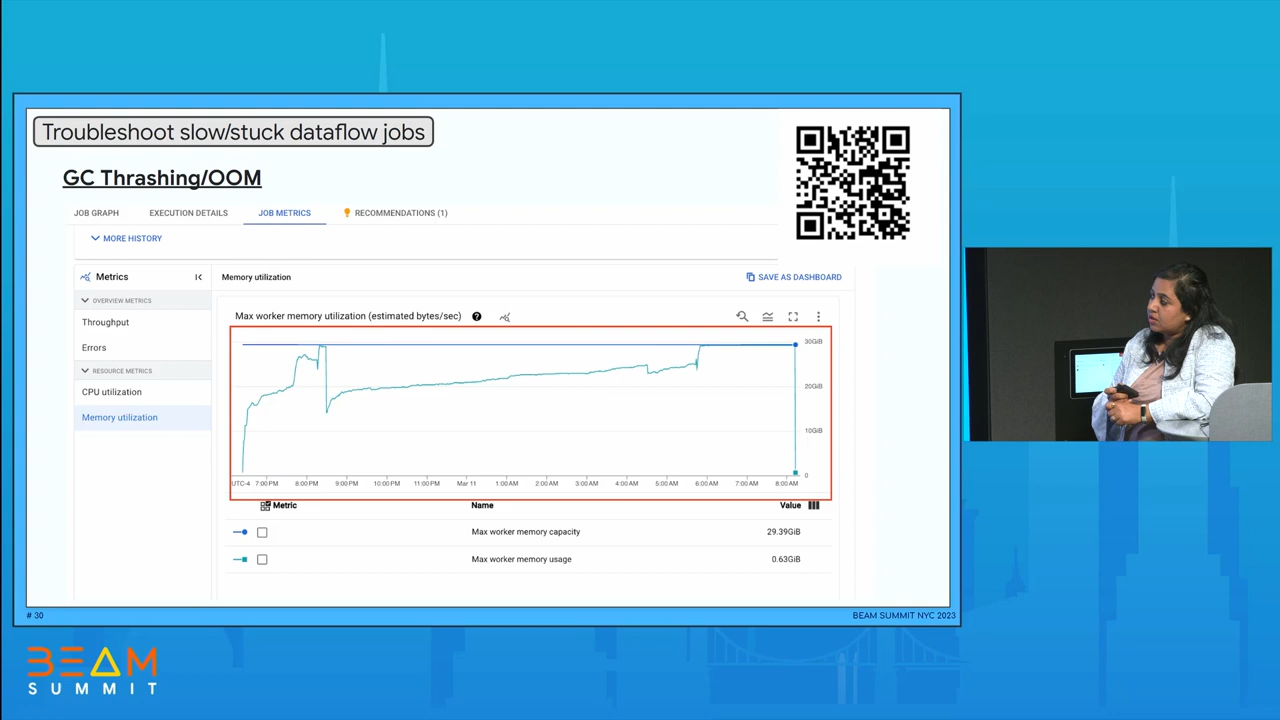 Troubleshoot slow/stuck dataflow jobs
GC Thrashing/OOM
JOB GRAPH EXECUTION DETAILS JOB METRICS RECOMMENDATIONS (1)
MORE HISTORY
Metrics
OVERVIEW METRICS
Throughput
Errors
RESOURCE METRICS
CPU utilization
Memory utilization
Memory utilization SAVE AS DASHBOARD
Max worker memory utilization (estimated bytes/sec)
30GiB
20GiB
10GiB
0
UTC-4 7:00 PM 8:00 PM 9:00 PM 10:00 PM 11:00 PM Mar 11 1:00 AM 2:00 AM 3:00 AM 4:00 AM 5:00 AM 6:00 AM 7:00 AM 8:00 AM
Metric Name Value
Max worker memory capacity 29.39GiB
Max worker memory usage 0.63GiB
# 30 BEAM SUMMIT NYC 2023
BEAM
SUMMIT